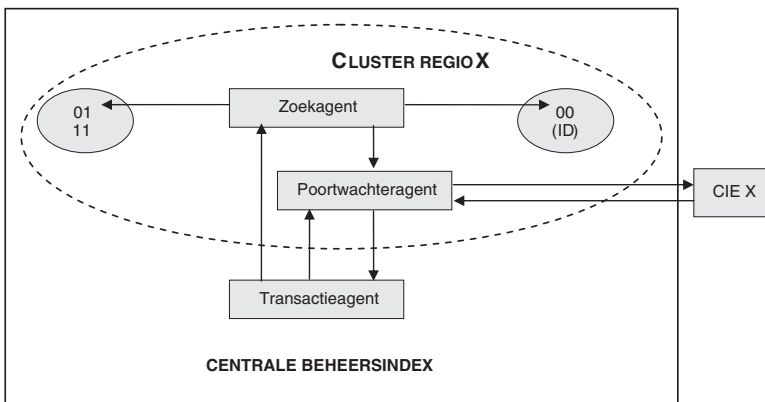 CLUSTER REGIO X
01
11
Zoekagent
00
(ID)
Poortwachteragent
CIE X
Transactieagent
CENTRALE BEHEERSINDEX